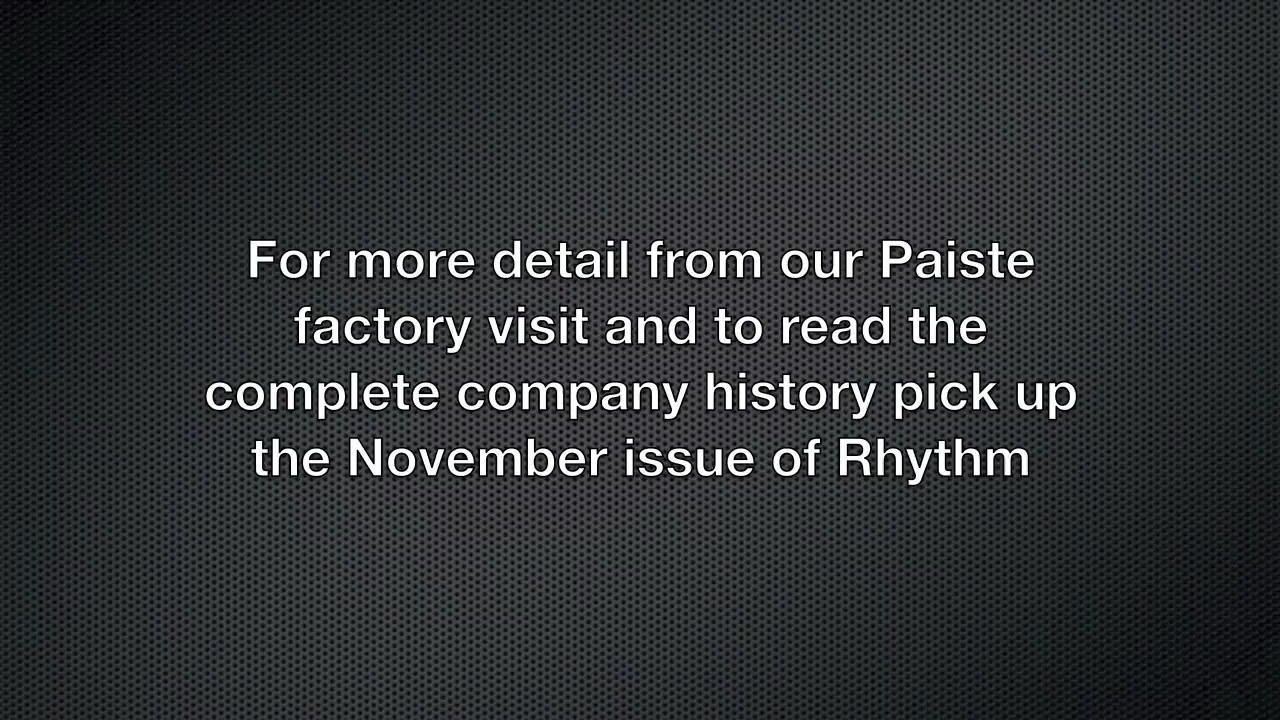 For more detail from our Paiste
factory visit and to read the
complete company history pick up
the November issue of Rhythm